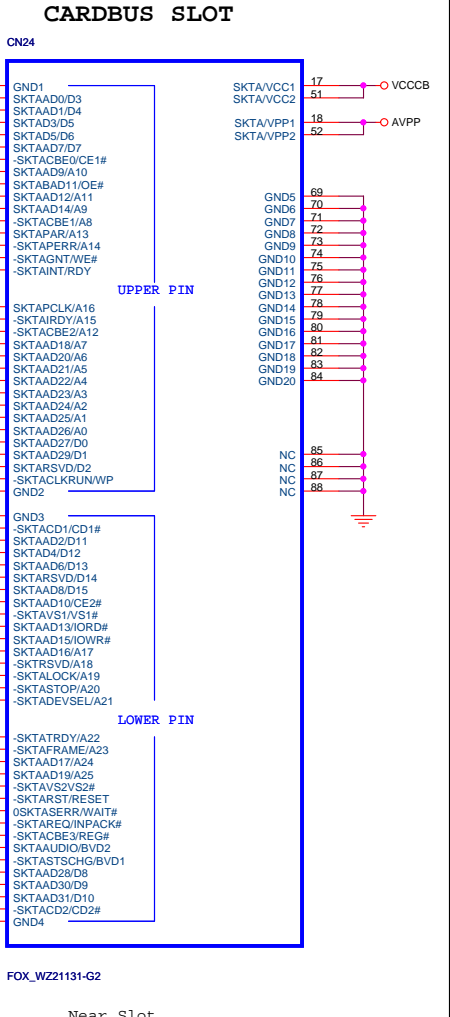 CARDBUS SLOT
CN24
GND1
SKTAAD0/D3
SKTAAD1/D4
SKTAD3/D5
SKTAD5/D6
SKTAAD7/D7
-SKTACBE0/CE1#
SKTAAD9/A10
SKTABAD11/OE#
SKTAAD12/A11
SKTAAD14/A9
-SKTACBE1/A8
SKTAPAR/A13
-SKTAPERR/A14
-SKTAGNT/WE#
-SKTAINT/RDY
UPPER PIN
SKTAPCLK/A16
-SKTAIRDY/A15
-SKTACBE2/A12
SKTAAD18/A7
SKTAAD20/A6
SKTAAD21/A5
SKTAAD22/A4
SKTAAD23/A3
SKTAAD24/A2
SKTAAD25/A1
SKTAAD26/A0
SKTAAD27/D0
SKTAAD29/D1
SKTARSVD/D2
-SKTACLKRUN/WP
GND2
GND3
-SKTACD1/CD1#
SKTAAD2/D11
SKTAD4/D12
SKTAAD6/D13
SKTARSVD/D14
SKTAAD8/D15
SKTAAD10/CE2#
-SKTAVS1/VS1#
SKTAAD13/IORD#
SKTAAD15/IOWR#
SKTAAD16/A17
-SKTRSVD/A18
-SKTALOCK/A19
-SKTASTOP/A20
-SKTADEVSEL/A21
LOWER PIN
-SKTATRDY/A22
-SKTAFRAME/A23
SKTAAD17/A24
SKTAAD19/A25
-SKTAVS2VS2#
-SKTARST/RESET
0SKTASERR/WAIT#
-SKTAREQ/INPACK#
-SKTACBE3/REG#
SKTAAUDIO/BVD2
-SKTASTSCHG/BVD1
SKTAAD28/D8
SKTAAD30/D9
SKTAAD31/D10
-SKTACD2/CD2#
GND4
SKTA/VCC1 17 VCCCB
SKTA/VCC2 51
SKTA/VPP1 18 AVPP
SKTA/VPP2 52
GND5 69
GND6 70
GND7 71
GND8 72
GND9 73
GND10 74
GND11 75
GND12 76
GND13 77
GND14 78
GND15 79
GND16 80
GND17 81
GND18 82
GND19 83
GND20 84
NC 85
NC 86
NC 87
NC 88
FOX_WZ21131-G2
Near Slot